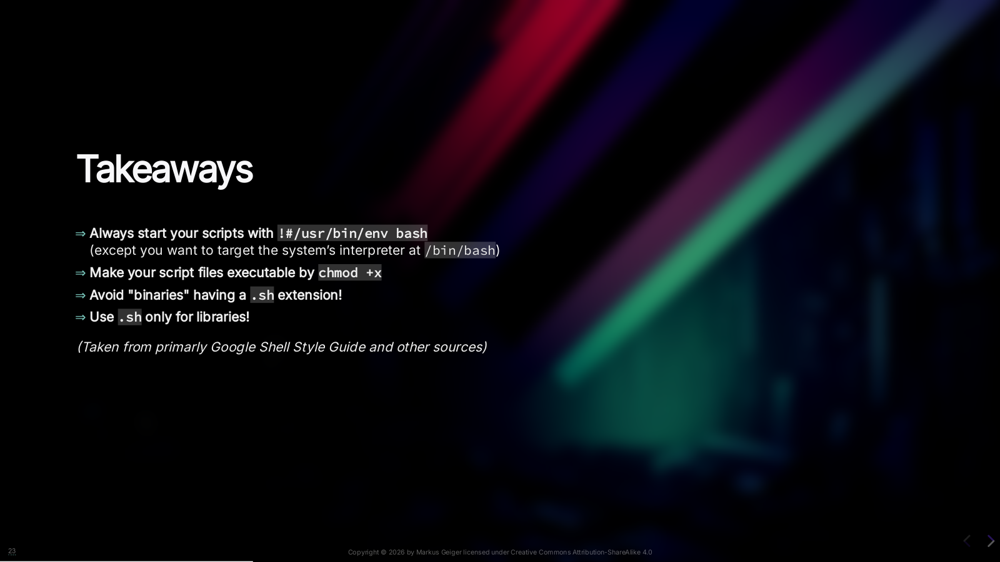 Takeaways
⇒ Always start your scripts with !#/usr/bin/env bash
(except you want to target the system’s interpreter at /bin/bash)
⇒ Make your script files executable by chmod +x
⇒ Avoid "binaries" having a .sh extension!
⇒ Use .sh only for libraries!
(Taken from primarly Google Shell Style Guide and other sources)
23
Copyright © 2026 by Markus Geiger licensed under Creative Commons Attribution-ShareAlike 4.0